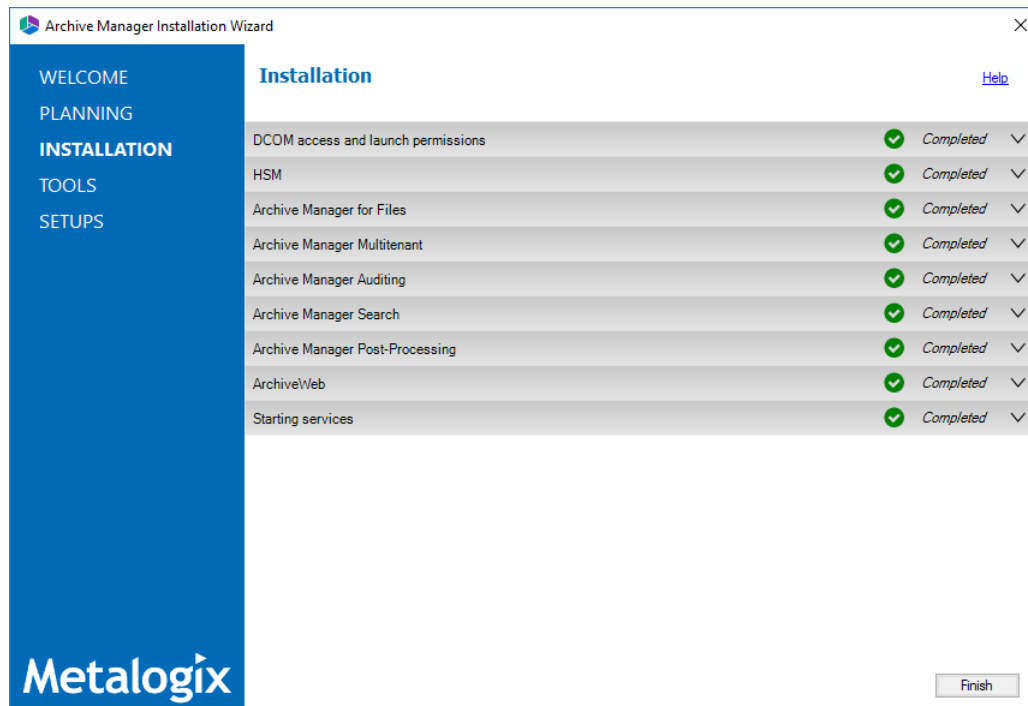 Archive Manager Installation Wizard
WELCOME
PLANNING
INSTALLATION
TOOLS
SETUPS
Installation
Help
DCOM access and launch permissions Completed
HSM Completed
Archive Manager for Files Completed
Archive Manager Multitenant Completed
Archive Manager Auditing Completed
Archive Manager Search Completed
Archive Manager Post-Processing Completed
ArchiveWeb Completed
Starting services Completed
Metalogix
Finish